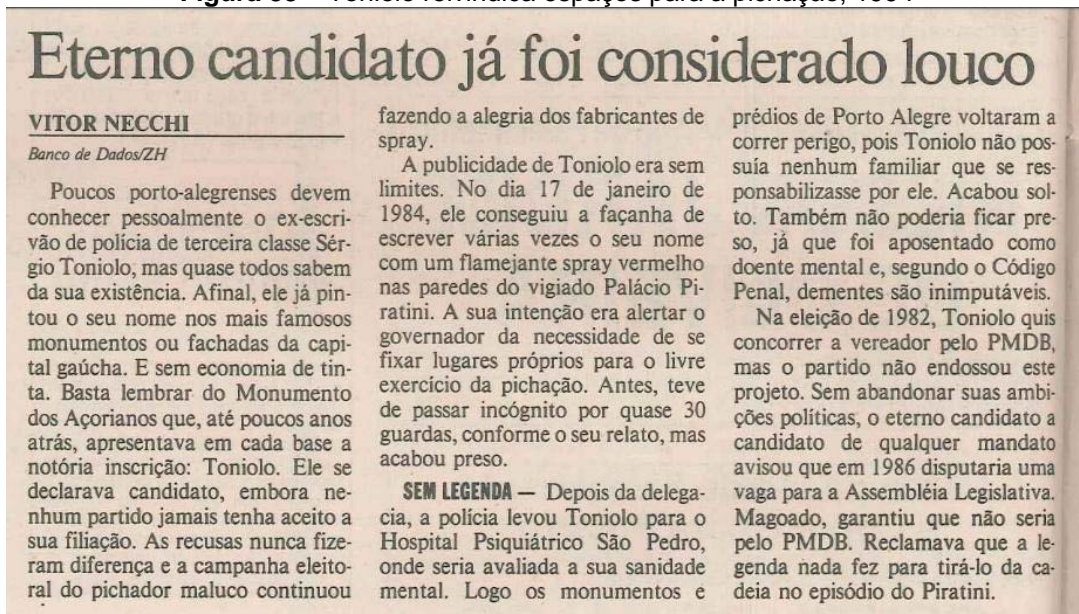 Eterno candidato já foi considerado louco
VITOR NECCHI
Banco de Dados/ZH
Poucos porto-alegrenses devem
conhecer pessoalmente o ex-escri-
vão de polícia de terceira classe Sér-
gio Toniolo, mas quase todos sabem
da sua existência. Afinal, ele já pin-
tou o seu nome nos mais famosos
monumentos ou fachadas da capi-
tal gaúcha. E sem economia de tin-
ta. Basta lembrar do Monumento
dos Açorianos que, até poucos anos
atrás, apresentava em cada base a
notória inscrição: Toniolo. Ele se
declarava candidato, embora ne-
nhum partido jamais tenha aceito a
sua filiação. As recusas nunca fize-
ram diferença e a campanha eleito-
ral do pichador maluco continuou
fazendo a alegria dos fabricantes de
spray.
A publicidade de Toniolo era sem
limites. No dia 17 de janeiro de
1984, ele conseguiu a façanha de
escrever várias vezes o seu nome
com um flamejante spray vermelho
nas paredes do vigiado Palácio Pi-
ratini. A sua intenção era alertar o
governador da necessidade de se
fixar lugares próprios para o livre
exercício da pichação. Antes, teve
de passar incógnito por quase 30
guardas, conforme o seu relato, mas
acabou preso.
SEM LEGENDA — Depois da delega-
cia, a polícia levou Toniolo para o
Hospital Psiquiátrico São Pedro,
onde seria avaliada a sua sanidade
mental. Logo os monumentos e
prédios de Porto Alegre voltaram a
correr perigo, pois Toniolo não pos-
suía nenhum familiar que se res-
ponsabilizasse por ele. Acabou sol-
to. Também não poderia ficar pre-
so, já que foi aposentado como
doente mental e, segundo o Código
Penal, dementes são inimputáveis.
Na eleição de 1982, Toniolo quis
concorrer a vereador pelo PMDB,
mas o partido não endossou este
projeto. Sem abandonar suas ambi-
ções políticas, o eterno candidato a
candidato de qualquer mandato
avisou que em 1986 disputaria uma
vaga para a Assembléia Legislativa.
Magoado, garantiu que não seria
pelo PMDB. Reclamava que a le-
genda nada fez para tirá-lo da ca-
deia no episódio do Piratini.